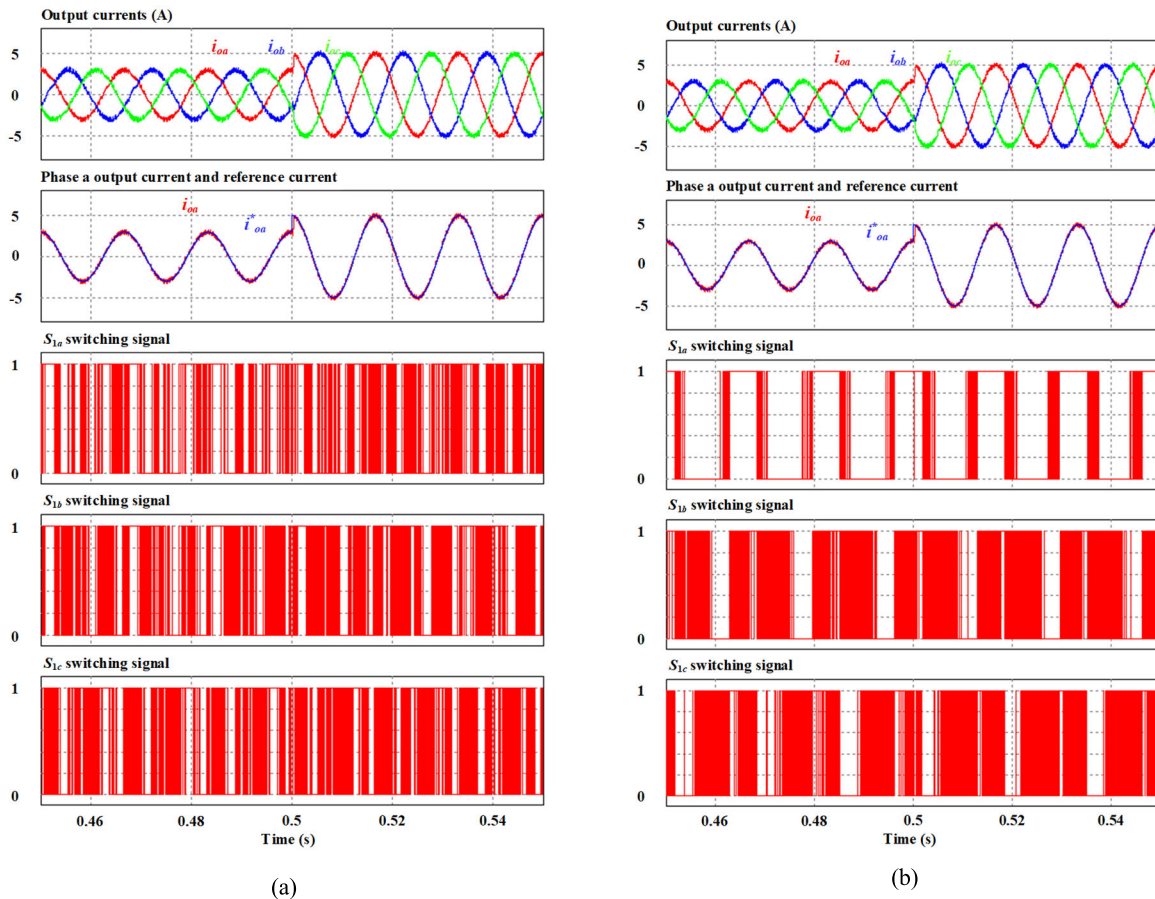 Output currents (A)
i_oa i_ob i_oc
5
0
-5
Phase a output current and reference current
i_oa
i*_oa
5
0
-5
S1a switching signal
1
0
S1b switching signal
1
0
S1c switching signal
1
0
0.46 0.48 0.5 0.52 0.54
Time (s)
(a)
Output currents (A)
i_oa i_ob i_oc
5
0
-5
Phase a output current and reference current
i_oa
i*_oa
5
0
-5
S1a switching signal
1
0
S1b switching signal
1
0
S1c switching signal
1
0
0.46 0.48 0.5 0.52 0.54
Time (s)
(b)